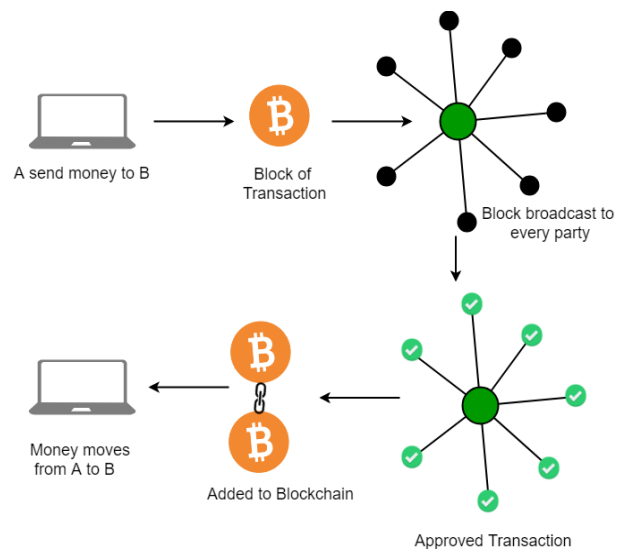 A send money to B
Block of
Transaction
Block broadcast to
every party
Money moves
from A to B
Added to Blockchain
Approved Transaction